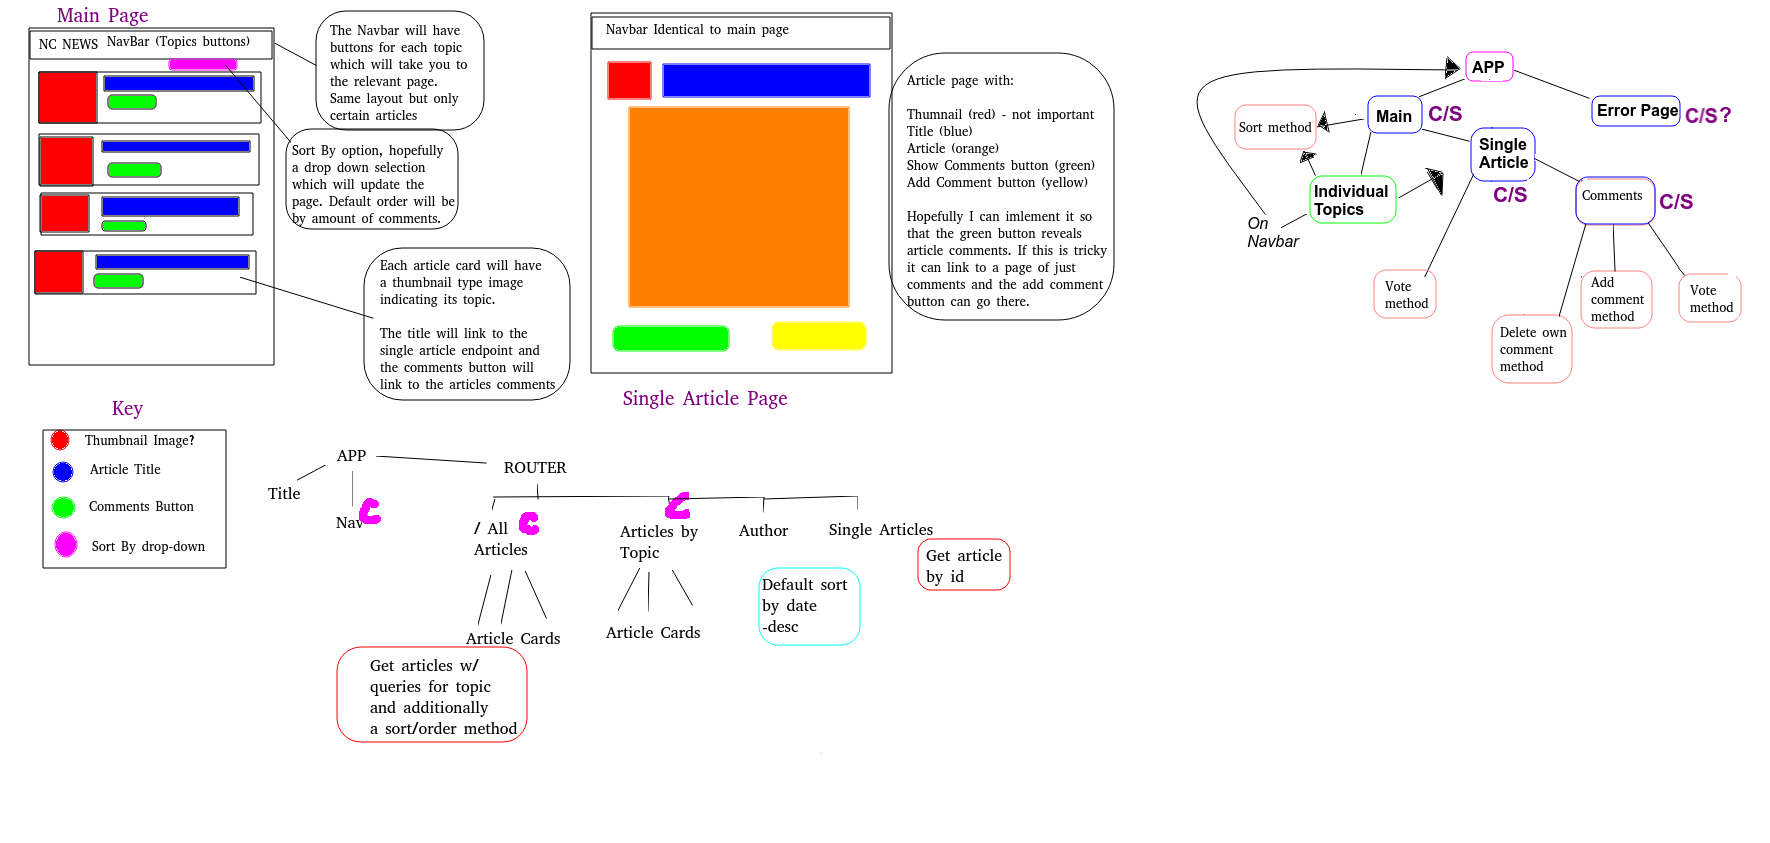 Main Page
NC NEWS NavBar (Topics buttons)
The Navbar will have
buttons for each topic
which will take you to
the relevant page.
Same layout but only
certain articles
Sort By option, hopefully
a drop down selection
which will update the
page. Default order will be
by amount of comments.
Each article card will have
a thumbnail type image
indicating its topic.
The title will link to the
single article endpoint and
the comments button will
link to the articles comments
Navbar Identical to main page
Article page with:
Thumnail (red) - not important
Title (blue)
Article (orange)
Show Comments button (green)
Add Comment button (yellow)
Hopefully I can imlement it so
that the green button reveals
article comments. If this is tricky
it can link to a page of just
comments and the add comment
button can go there.
Single Article Page
APP
Main C/S
Error Page C/S?
Sort method
Single
Article
C/S
Individual
Topics
On
Navbar
Comments C/S
Vote
method
Add
comment
method
Vote
method
Delete own
comment
method
Key
Thumbnail Image?
Article Title
Comments Button
Sort By drop-down
APP
ROUTER
Title
Nav C
/ All C
Articles
C
Articles by
Topic
Author
Single Articles
Get article
by id
Default sort
by date
-desc
Article Cards
Article Cards
Get articles w/
queries for topic
and additionally
a sort/order method